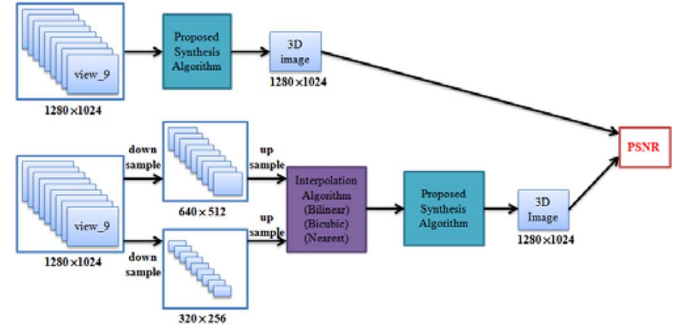 view_9
1280×1024
Proposed
Synthesis
Algorithm
3D
image
1280×1024
PSNR
view_9
1280×1024
down
sample
640×512
up
sample
down
sample
320×256
up
sample
Interpolation
Algorithm
(Bilinear)
(Bicubic)
(Nearest)
Proposed
Synthesis
Algorithm
3D
Image
1280×1024